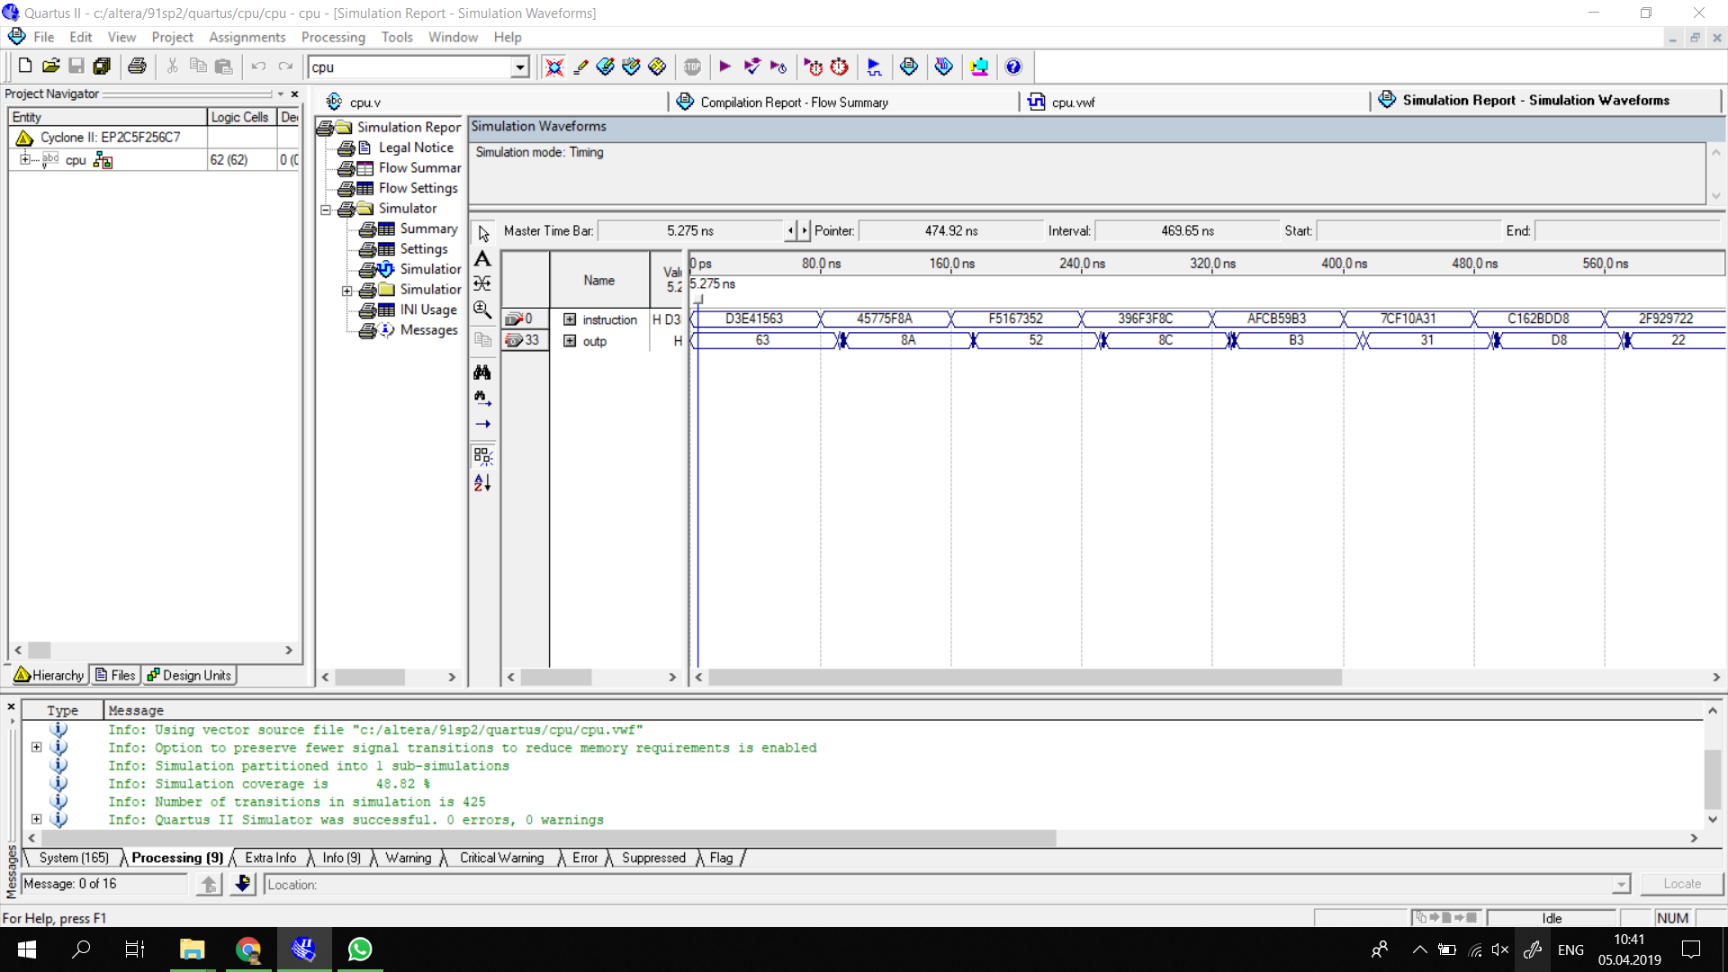 Quartus II - c:/altera/91sp2/quartus/cpu/cpu - cpu - [Simulation Report - Simulation Waveforms]
File Edit View Project Assignments Processing Tools Window Help
cpu
Project Navigator
Entity Logic Cells De
Cyclone II: EP2C5F256C7
cpu 62 (62) 0 (0
Hierarchy Files Design Units
cpu.v Compilation Report - Flow Summary cpu.vwf Simulation Report - Simulation Waveforms
Simulation Repor
Legal Notice
Flow Summar
Flow Settings
Simulator
Summary
Settings
Simulatior
Simulatior
INI Usage
Messages
Simulation Waveforms
Simulation mode: Timing
Master Time Bar: 5.275 ns Pointer: 474.92 ns Interval: 469.65 ns Start: End:
Name Valu 5.2
0 ps 80.0 ns 160.0 ns 240.0 ns 320.0 ns 400.0 ns 480.0 ns 560.0 ns
5.275 ns
0 instruction H D3 D3E41563 45775F8A F5167352 396F3F8C AFCB59B3 7CF10A31 C162BDD8 2F929722
33 outp H 63 8A 52 8C B3 31 D8 22
Type Message
Info: Using vector source file "c:/altera/91sp2/quartus/cpu/cpu.vwf"
Info: Option to preserve fewer signal transitions to reduce memory requirements is enabled
Info: Simulation partitioned into 1 sub-simulations
Info: Simulation coverage is 48.82 %
Info: Number of transitions in simulation is 425
Info: Quartus II Simulator was successful. 0 errors, 0 warnings
System (165) Processing (9) Extra Info Info (9) Warning Critical Warning Error Suppressed Flag
Messages
Message: 0 of 16 Location: Locate
For Help, press F1 Idle NUM
ENG 10:41
05.04.2019